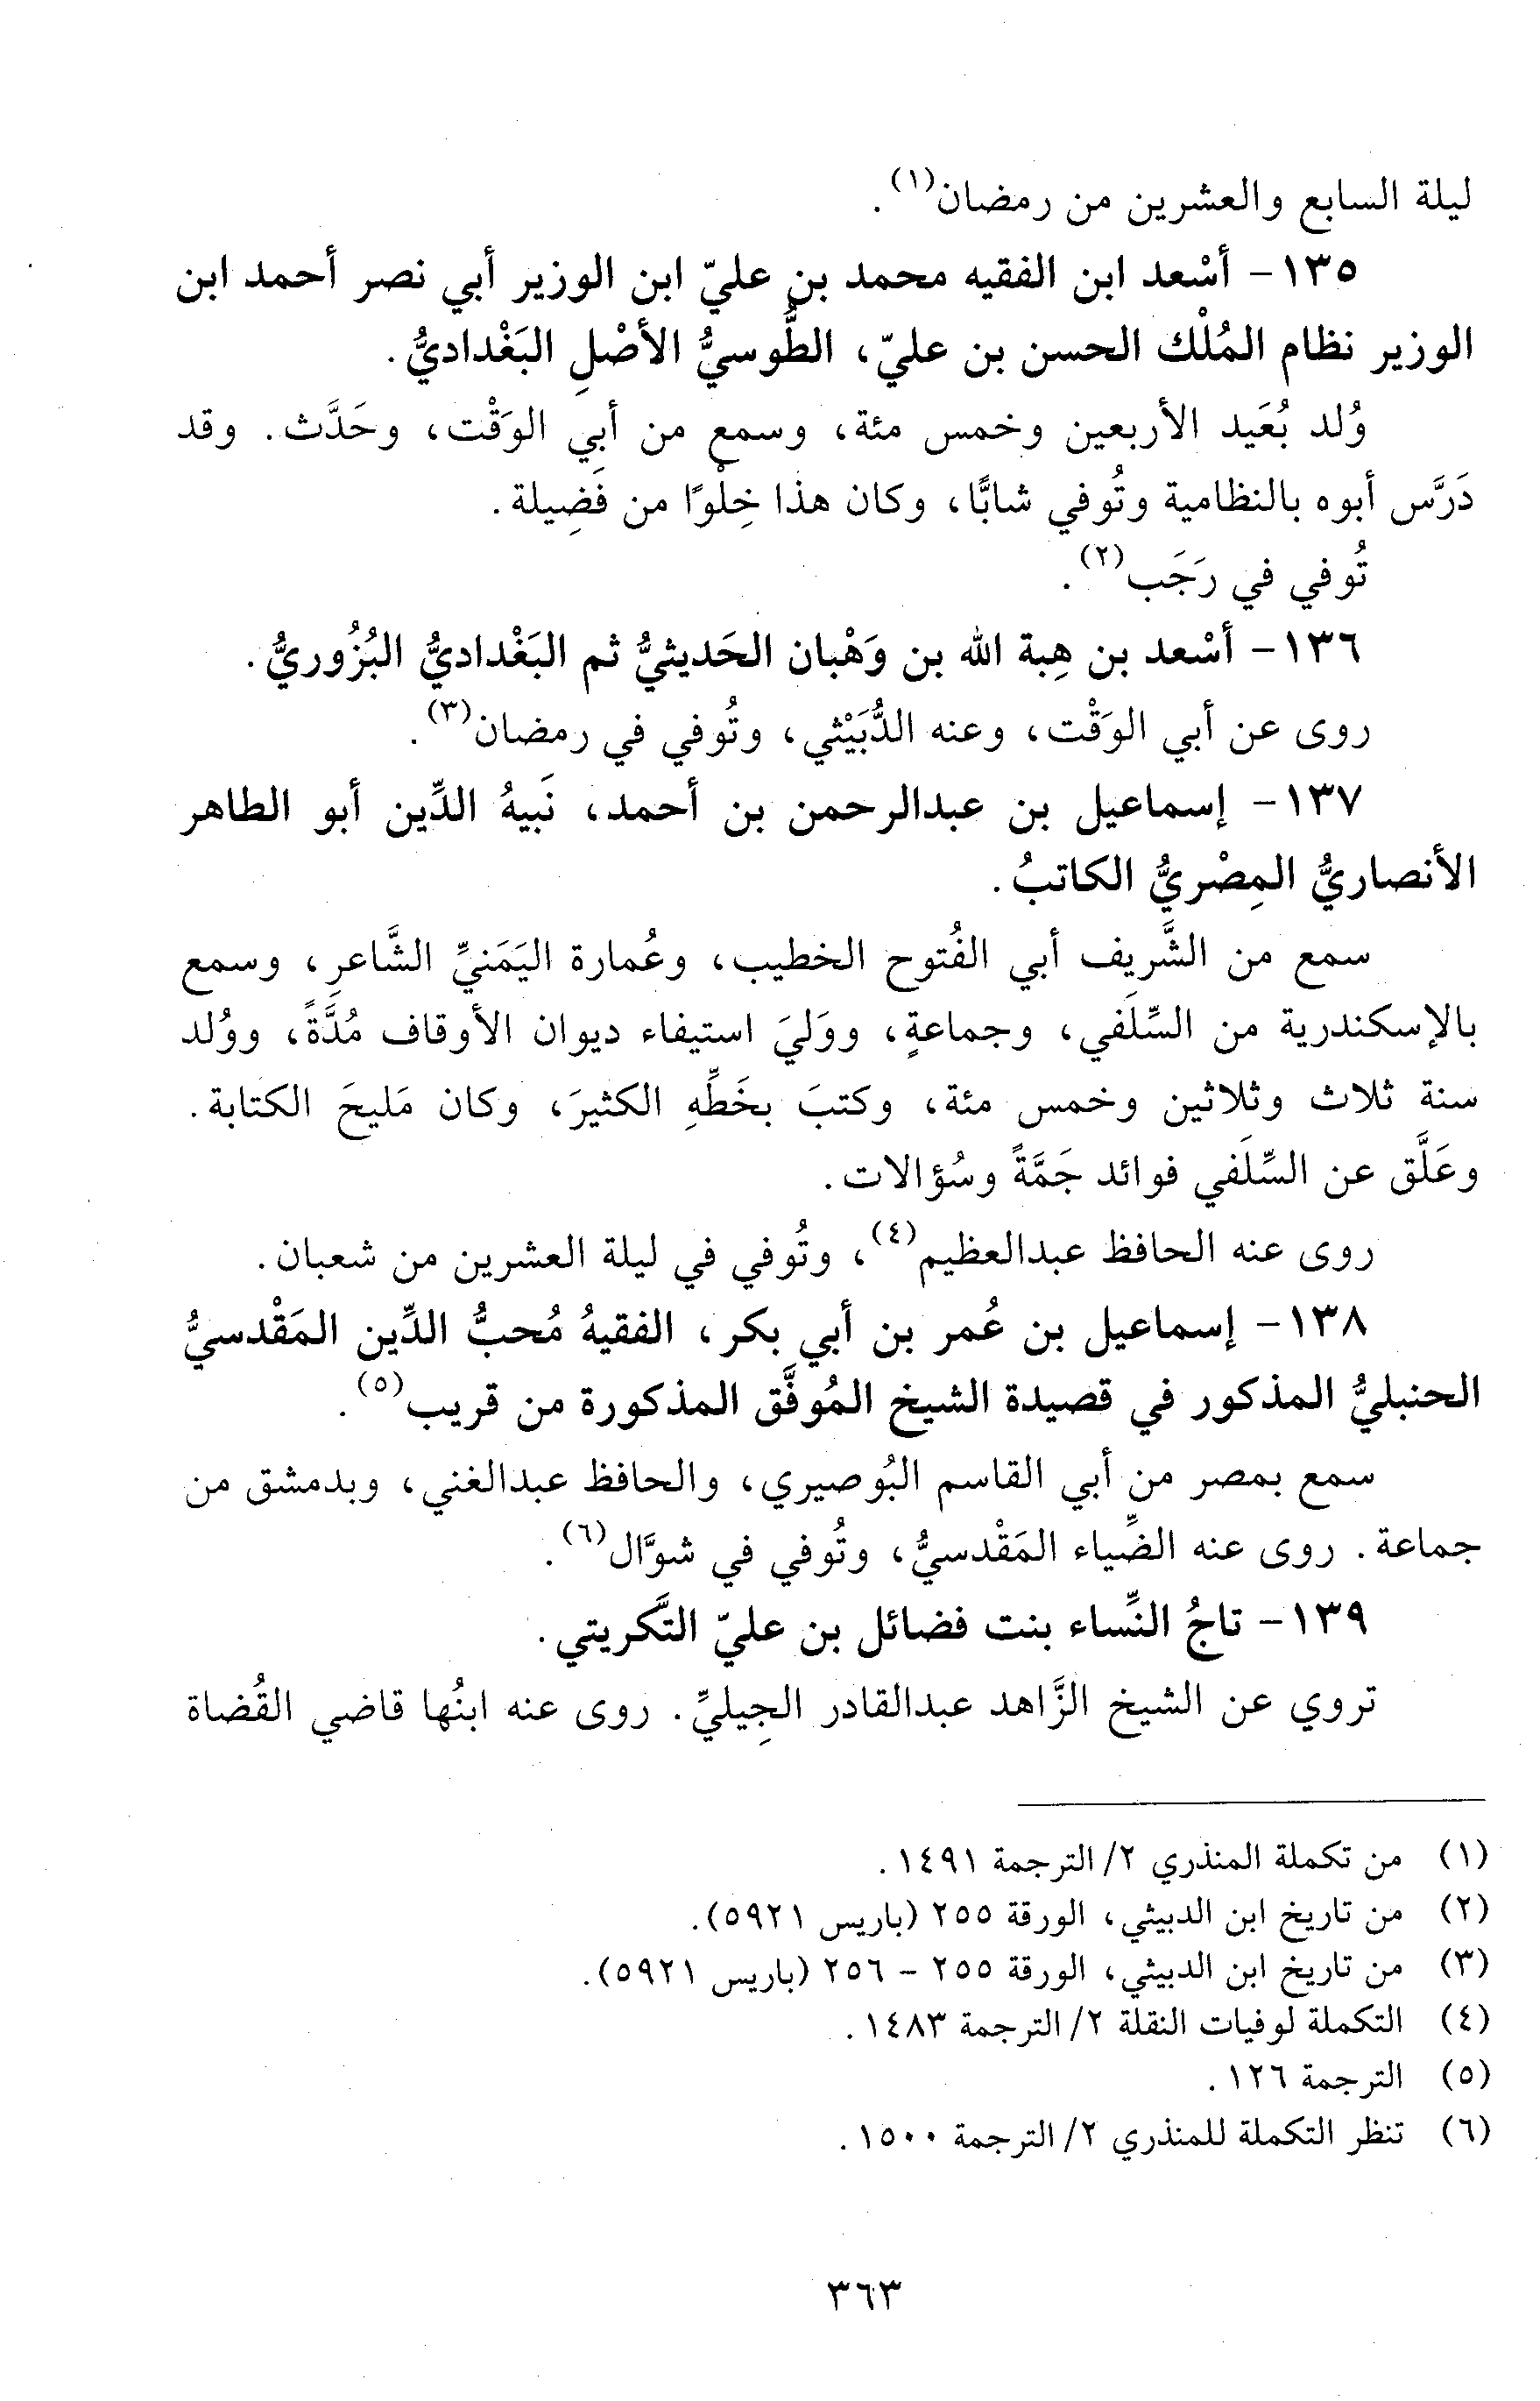 ليلة السابع والعشرين من رمضان(١).
١٣٥- أسْعد ابن الفقيه محمد بن عليّ ابن الوزير أبي نصر أحمد ابن
الوزير نظام المُلْك الحسن بن عليّ، الطُّوسيُّ الأصْلِ البَغْداديُّ.
وُلد بُعَيد الأربعين وخمس مئة، وسمع من أبي الوَقْت، وحَدَّث. وقد
دَرَّس أبوه بالنظامية وتُوفي شابًّا، وكان هذا خِلْوًا من فَضِيلة.
تُوفي في رَجَب(٢).
١٣٦- أسْعد بن هِبة الله بن وَهْبان الحَديثيُّ ثم البَغْداديُّ البُزُوريُّ.
روى عن أبي الوَقْت، وعنه الدُّبَيْثي، وتُوفي في رمضان(٣).
١٣٧- إسماعيل بن عبدالرحمن بن أحمد، نَبيهُ الدِّين أبو الطاهر
الأنصاريُّ المِصْريُّ الكاتبُ.
سمع من الشَّريف أبي الفُتوح الخطيب، وعُمارة اليَمَنيِّ الشَّاعرِ، وسمع
بالإسكندرية من السِّلَفي، وجماعةٍ، ووَليَ استيفاء ديوان الأوقاف مُدَّةً، ووُلد
سنة ثلاث وثلاثين وخمس مئة، وكتبَ بخَطِّهِ الكثيرَ، وكان مَليحَ الكتابة.
وعَلَّق عن السِّلَفي فوائد جَمَّةً وسُؤالات.
روى عنه الحافظ عبدالعظيم(٤)، وتُوفي في ليلة العشرين من شعبان.
١٣٨- إسماعيل بن عُمر بن أبي بكر، الفقيهُ مُحبُّ الدِّين المَقْدسيُّ
الحنبليُّ المذكور في قصيدة الشيخ المُوفَّق المذكورة من قريب(٥).
سمع بمصر من أبي القاسم البُوصيري، والحافظ عبدالغني، وبدمشق من
جماعة. روى عنه الضِّياء المَقْدسيُّ، وتُوفي في شوَّال(٦).
١٣٩- تاجُ النِّساء بنت فضائل بن عليّ التَّكريتي.
تروي عن الشيخ الزَّاهد عبدالقادر الجِيليِّ. روى عنه ابنُها قاضي القُضاة
(١) من تكملة المنذري ٢/ الترجمة ١٤٩١.
(٢) من تاريخ ابن الدبيثي، الورقة ٢٥٥ (باريس ٥٩٢١).
(٣) من تاريخ ابن الدبيثي، الورقة ٢٥٥ - ٢٥٦ (باريس ٥٩٢١).
(٤) التكملة لوفيات النقلة ٢/ الترجمة ١٤٨٣.
(٥) الترجمة ١٢٦.
(٦) تنظر التكملة للمنذري ٢/ الترجمة ١٥٠٠.
٣٦٣